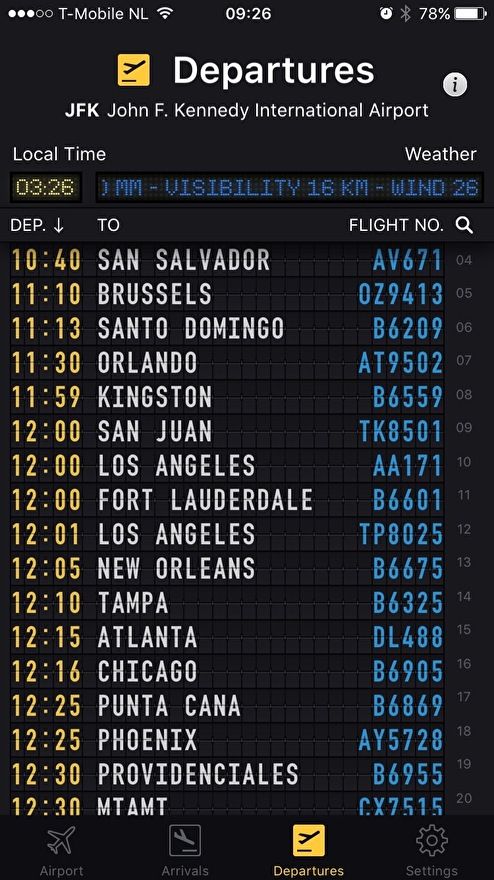 T-Mobile NL 09:26 78%
Departures
JFK John F. Kennedy International Airport
Local Time Weather
03:26 ) MM - VISIBILITY 16 KM - WIND 26
DEP. ↓ TO FLIGHT NO.
10:40 SAN SALVADOR AV671 04
11:10 BRUSSELS OZ9413 05
11:13 SANTO DOMINGO B6209 06
11:30 ORLANDO AT9502 07
11:59 KINGSTON B6559 08
12:00 SAN JUAN TK8501 09
12:00 LOS ANGELES AA171 10
12:00 FORT LAUDERDALE B6601 11
12:01 LOS ANGELES TP8025 12
12:05 NEW ORLEANS B6675 13
12:10 TAMPA B6325 14
12:15 ATLANTA DL488 15
12:16 CHICAGO B6905 16
12:25 PUNTA CANA B6869 17
12:25 PHOENIX AY5728 18
12:30 PROVIDENCIALES B6955 19
12:30 MIAMI CX7515 20
Airport Arrivals Departures Settings